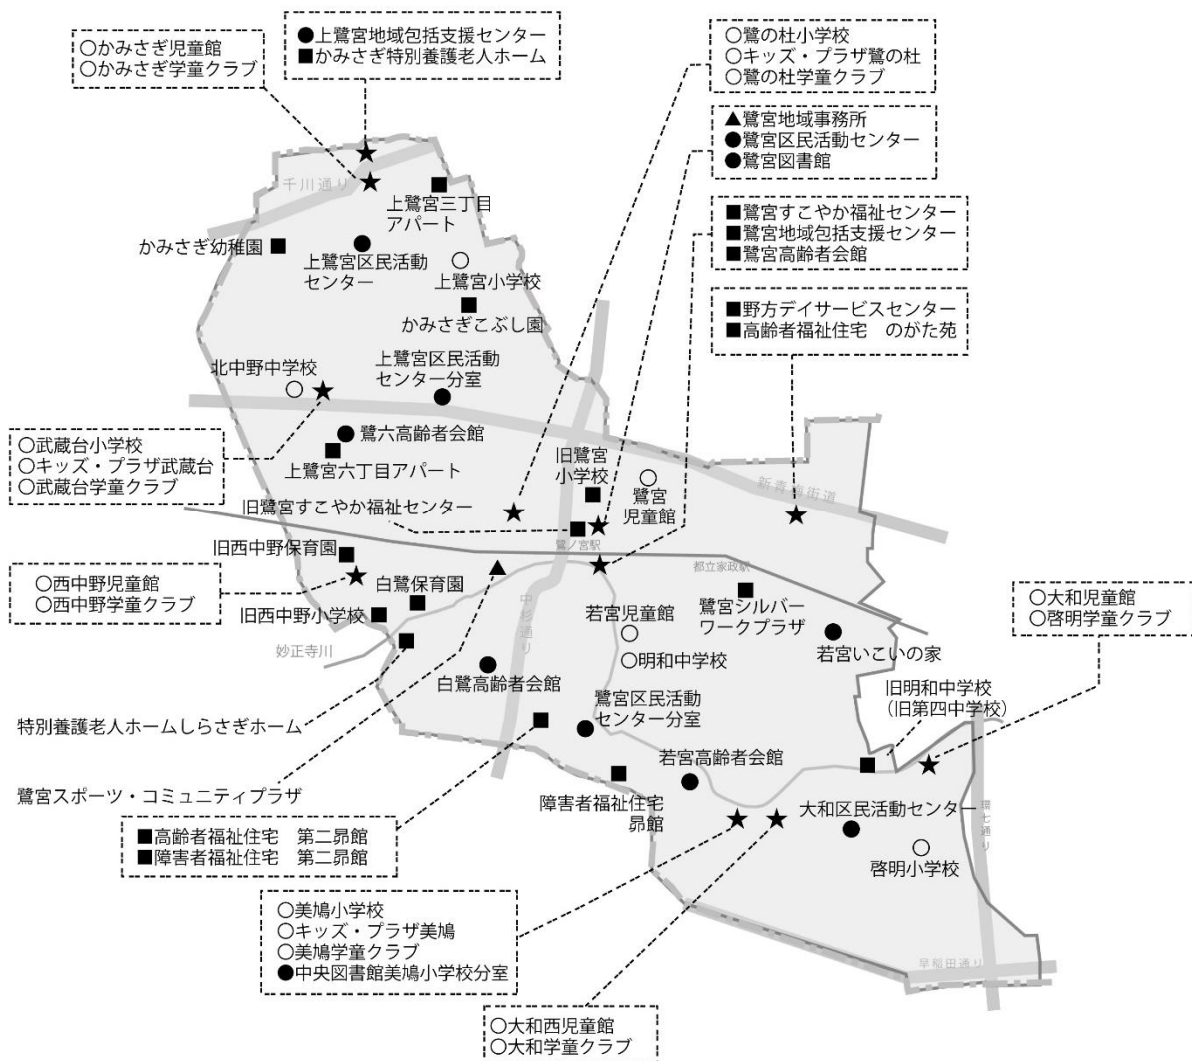 ○かみさぎ児童館
○かみさぎ学童クラブ
●上鷺宮地域包括支援センター
■かみさぎ特別養護老人ホーム
○鷺の杜小学校
○キッズ・プラザ鷺の杜
○鷺の杜学童クラブ
▲鷺宮地域事務所
●鷺宮区民活動センター
●鷺宮図書館
■鷺宮すこやか福祉センター
■鷺宮地域包括支援センター
■鷺宮高齢者会館
■野方デイサービスセンター
■高齢者福祉住宅　のがた苑
千川通り
上鷺宮三丁目
アパート
かみさぎ幼稚園
上鷺宮区民活動
センター
上鷺宮小学校
かみさぎこぶし園
北中野中学校
上鷺宮区民活動
センター分室
○武蔵台小学校
○キッズ・プラザ武蔵台
○武蔵台学童クラブ
鷺六高齢者会館
上鷺宮六丁目アパート
旧鷺宮
小学校
鷺宮
児童館
新青梅街道
旧鷺宮すこやか福祉センター
鷺ノ宮駅
都立家政駅
旧西中野保育園
○西中野児童館
○西中野学童クラブ
白鷺保育園
旧西中野小学校
妙正寺川
中杉通り
若宮児童館
明和中学校
鷺宮シルバー
ワークプラザ
若宮いこいの家
○大和児童館
○啓明学童クラブ
白鷺高齢者会館
鷺宮区民活動
センター分室
旧明和中学校
（旧第四中学校）
特別養護老人ホームしらさぎホーム
若宮高齢者会館
鷺宮スポーツ・コミュニティプラザ
障害者福祉住宅
昴館
大和区民活動センター
環七通り
■高齢者福祉住宅　第二昴館
■障害者福祉住宅　第二昴館
啓明小学校
○美鳩小学校
○キッズ・プラザ美鳩
○美鳩学童クラブ
●中央図書館美鳩小学校分室
早稲田通り
○大和西児童館
○大和学童クラブ